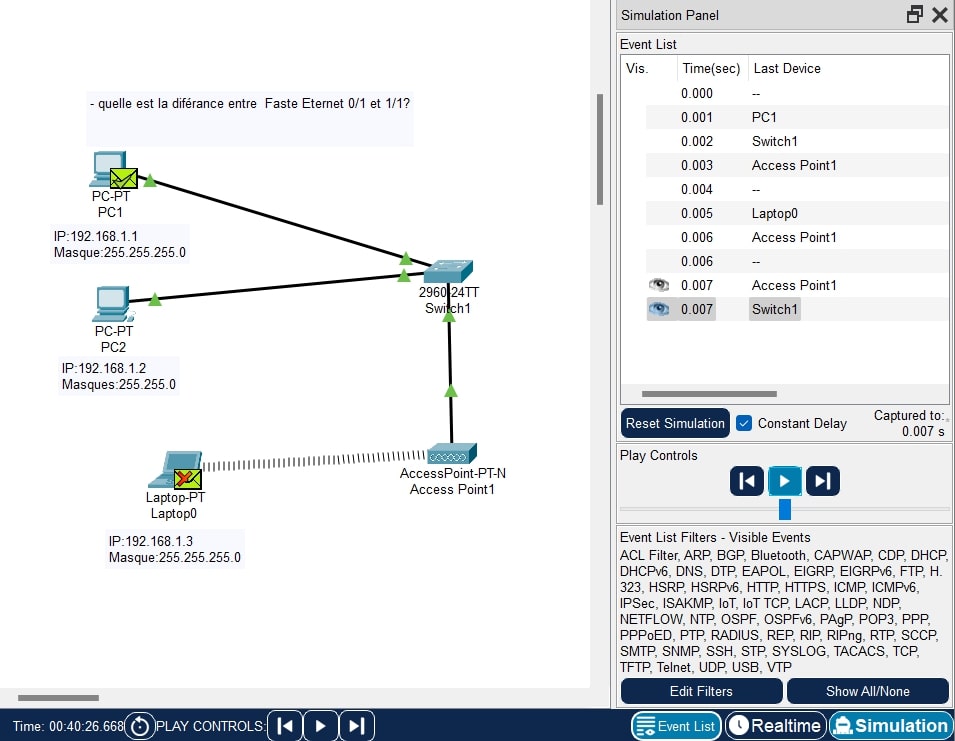 Simulation Panel
Event List
Vis. Time(sec) Last Device
0.000 --
0.001 PC1
0.002 Switch1
0.003 Access Point1
0.004 --
0.005 Laptop0
0.006 Access Point1
0.006 --
0.007 Access Point1
0.007 Switch1
Reset Simulation Constant Delay Captured to:
0.007 s
Play Controls
Event List Filters - Visible Events
ACL Filter, ARP, BGP, Bluetooth, CAPWAP, CDP, DHCP,
DHCPv6, DNS, DTP, EAPOL, EIGRP, EIGRPv6, FTP, H.
323, HSRP, HSRPv6, HTTP, HTTPS, ICMP, ICMPv6,
IPSec, ISAKMP, IoT, IoT TCP, LACP, LLDP, NDP,
NETFLOW, NTP, OSPF, OSPFv6, PAgP, POP3, PPP,
PPPoED, PTP, RADIUS, REP, RIP, RIPng, RTP, SCCP,
SMTP, SNMP, SSH, STP, SYSLOG, TACACS, TCP,
TFTP, Telnet, UDP, USB, VTP
Edit Filters Show All/None
- quelle est la diférance entre  Faste Eternet 0/1 et 1/1?
PC-PT
PC1
IP:192.168.1.1
Masque:255.255.255.0
2960-24TT
Switch1
PC-PT
PC2
IP:192.168.1.2
Masques:255.255.0
AccessPoint-PT-N
Access Point1
Laptop-PT
Laptop0
IP:192.168.1.3
Masque:255.255.255.0
Time: 00:40:26.668 PLAY CONTROLS: Event List Realtime Simulation